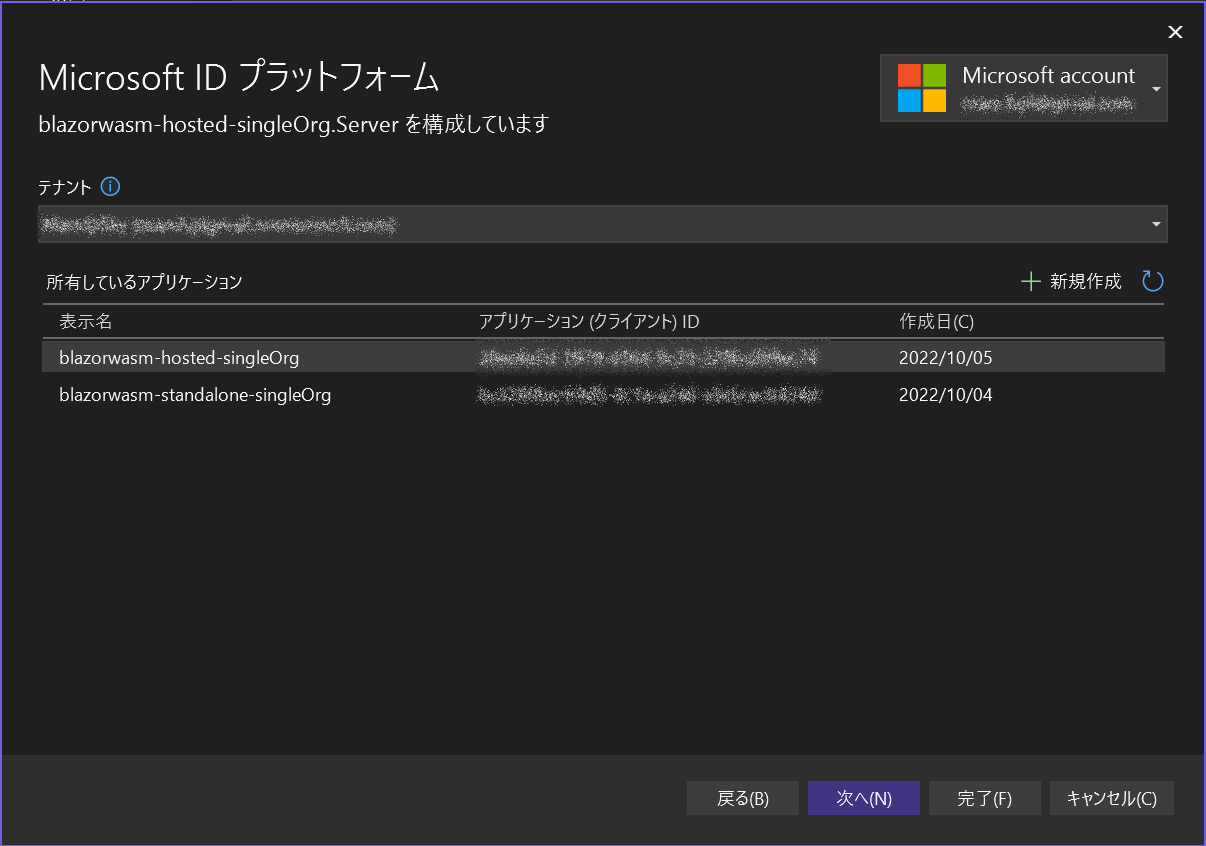 Microsoft ID プラットフォーム
Microsoft account
blazorwasm-hosted-singleOrg.Server を構成しています
テナント
所有しているアプリケーション
新規作成
表示名 アプリケーション (クライアント) ID 作成日(C)
blazorwasm-hosted-singleOrg 2022/10/05
blazorwasm-standalone-singleOrg 2022/10/04
戻る(B) 次へ(N) 完了(F) キャンセル(C)